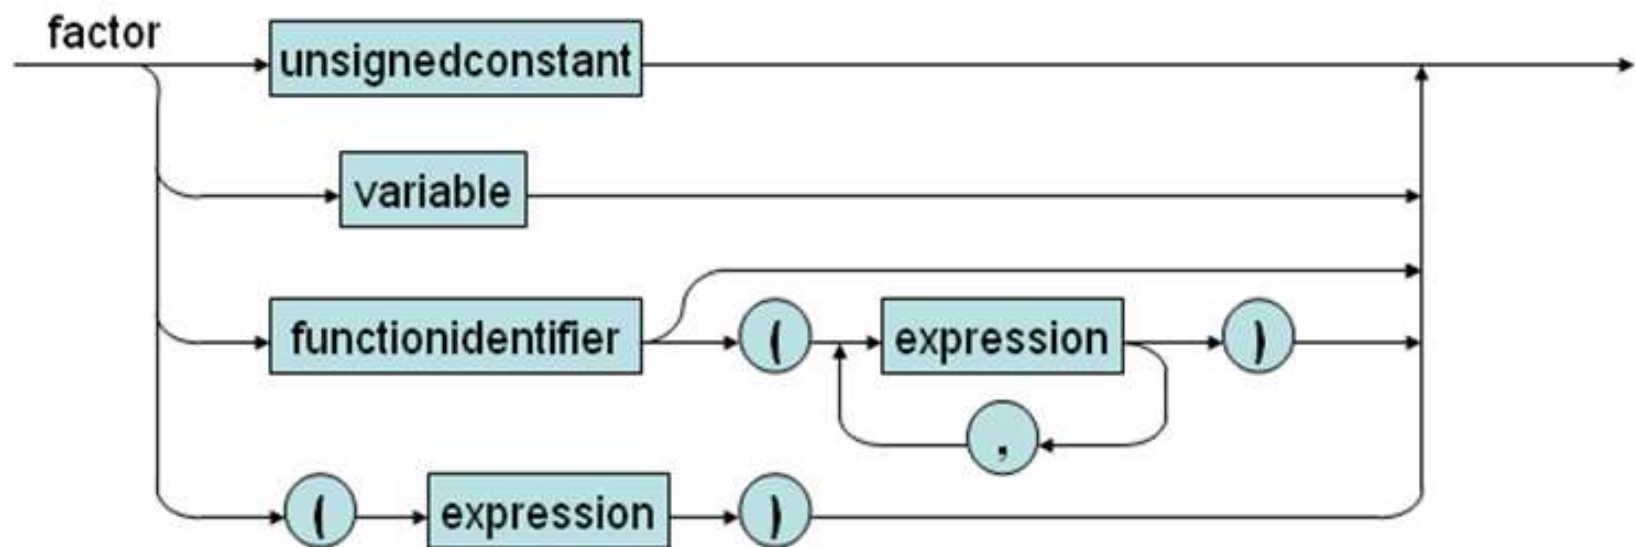 factor
unsignedconstant
variable
functionidentifier ( expression )
,
( expression )